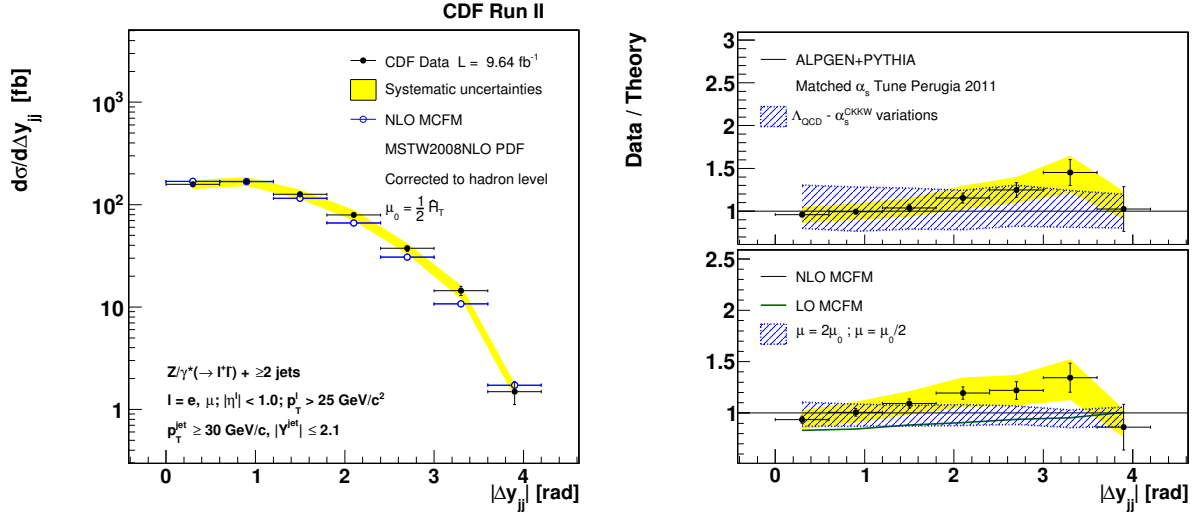 CDF Run II
dσ/dΔy_jj [fb]
10³
10²
10
1
CDF Data L = 9.64 fb⁻¹
Systematic uncertainties
NLO MCFM
MSTW2008NLO PDF
Corrected to hadron level
μ₀ = 1/2 Ĥ_T
Z/γ*(→ l⁺l⁻) + ≥2 jets
l = e, μ; |η^l| < 1.0; p_T^l > 25 GeV/c²
p_T^jet ≥ 30 GeV/c, |Y^jet| ≤ 2.1
0 1 2 3 4
|Δy_jj| [rad]
Data / Theory
3
2.5
2
1.5
1
ALPGEN+PYTHIA
Matched α_s Tune Perugia 2011
Λ_QCD - α_s^CKKW variations
2.5
2
1.5
1
NLO MCFM
LO MCFM
μ = 2μ₀ ; μ = μ₀/2
0 1 2 3 4
|Δy_jj| [rad]